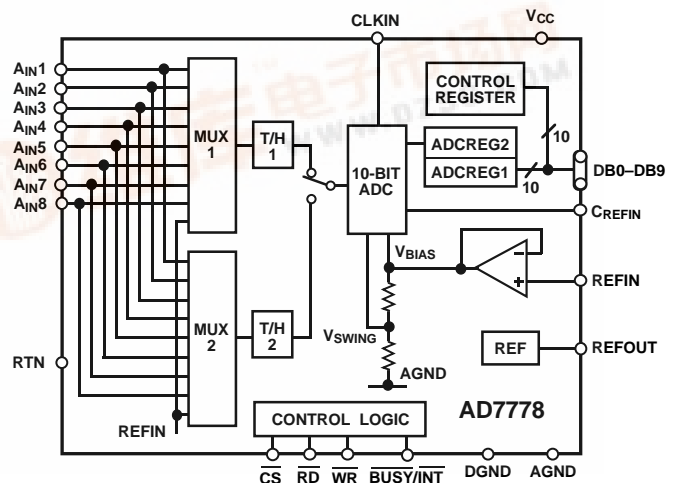 CLKIN
VCC
AIN1
AIN2
AIN3
AIN4
AIN5
AIN6
AIN7
AIN8
MUX
1
T/H
1
10-BIT
ADC
CONTROL
REGISTER
ADCREG2
ADCREG1
10
10
DB0–DB9
CREFIN
VBIAS
REFIN
MUX
2
T/H
2
VSWING
RTN
REF
REFOUT
AGND
REFIN
CONTROL LOGIC
AD7778
CS
RD
WR
BUSY/INT
DGND
AGND